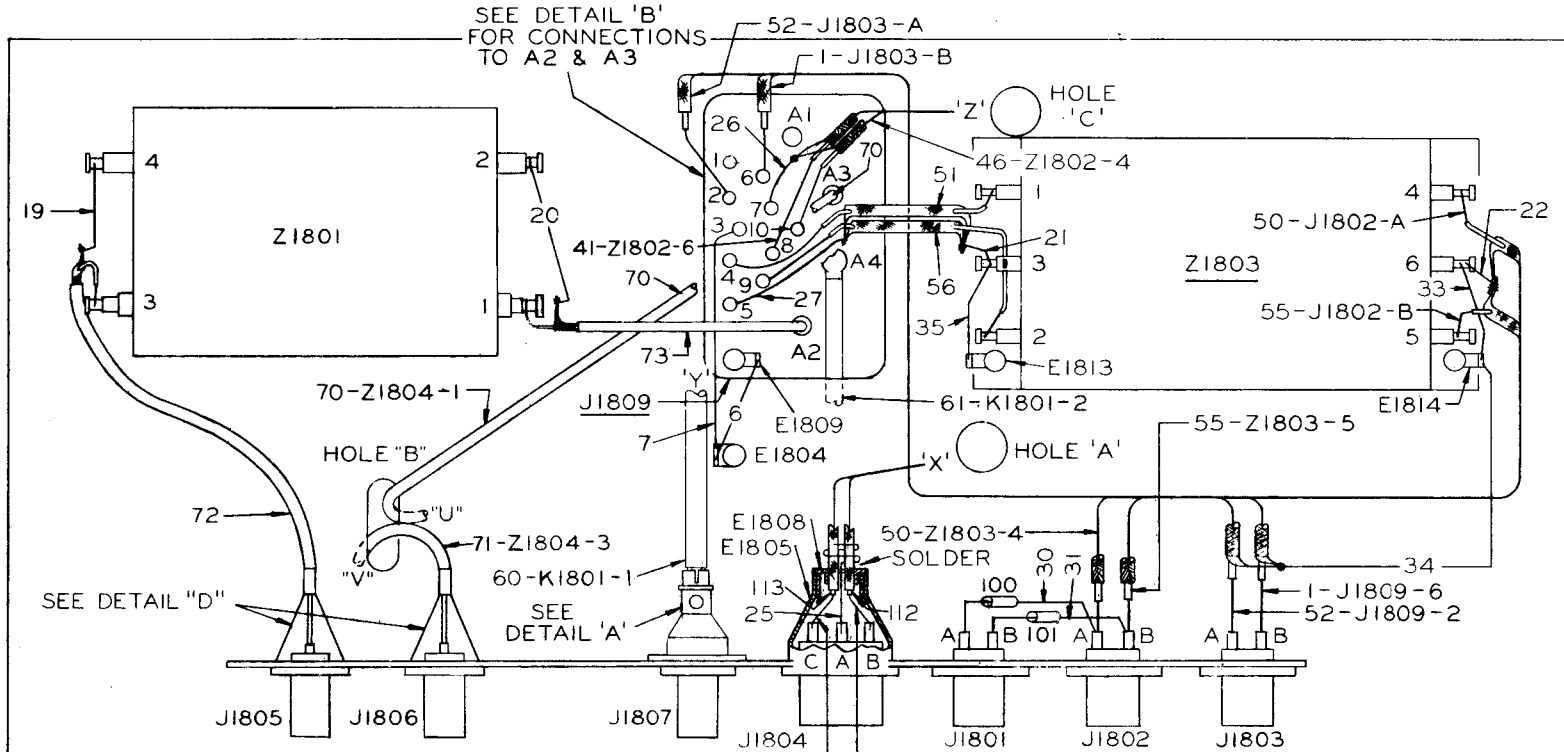 SEE DETAIL 'B'
FOR CONNECTIONS
TO A2 & A3
52-J1803-A
1-J1803-B
'Z'
HOLE
'C'
A1
26
70
46-Z1802-4
4
2
1
6
2
7
A3
51
1
4
50-J1802-A
22
19
Z1801
20
3
10
8
41-Z1802-6
21
Z1803
70
4
9
A4
56
3
6
33
3
1
5
27
35
55-J1802-B
2
5
A2
73
'Y'
E1813
70-Z1804-1
J1809
61-K1801-2
E1814
6
E1809
55-Z1803-5
7
HOLE "B"
E1804
HOLE 'A'
'X'
"U"
72
E1808
50-Z1803-4
71-Z1804-3
E1805
SOLDER
"V"
60-K1801-1
34
113
100
30
31
1-J1809-6
SEE DETAIL "D"
SEE
DETAIL 'A'
25
112
52-J1809-2
A
B
101
A
B
A
B
C
A
B
J1805
J1806
J1807
J1804
J1801
J1802
J1803